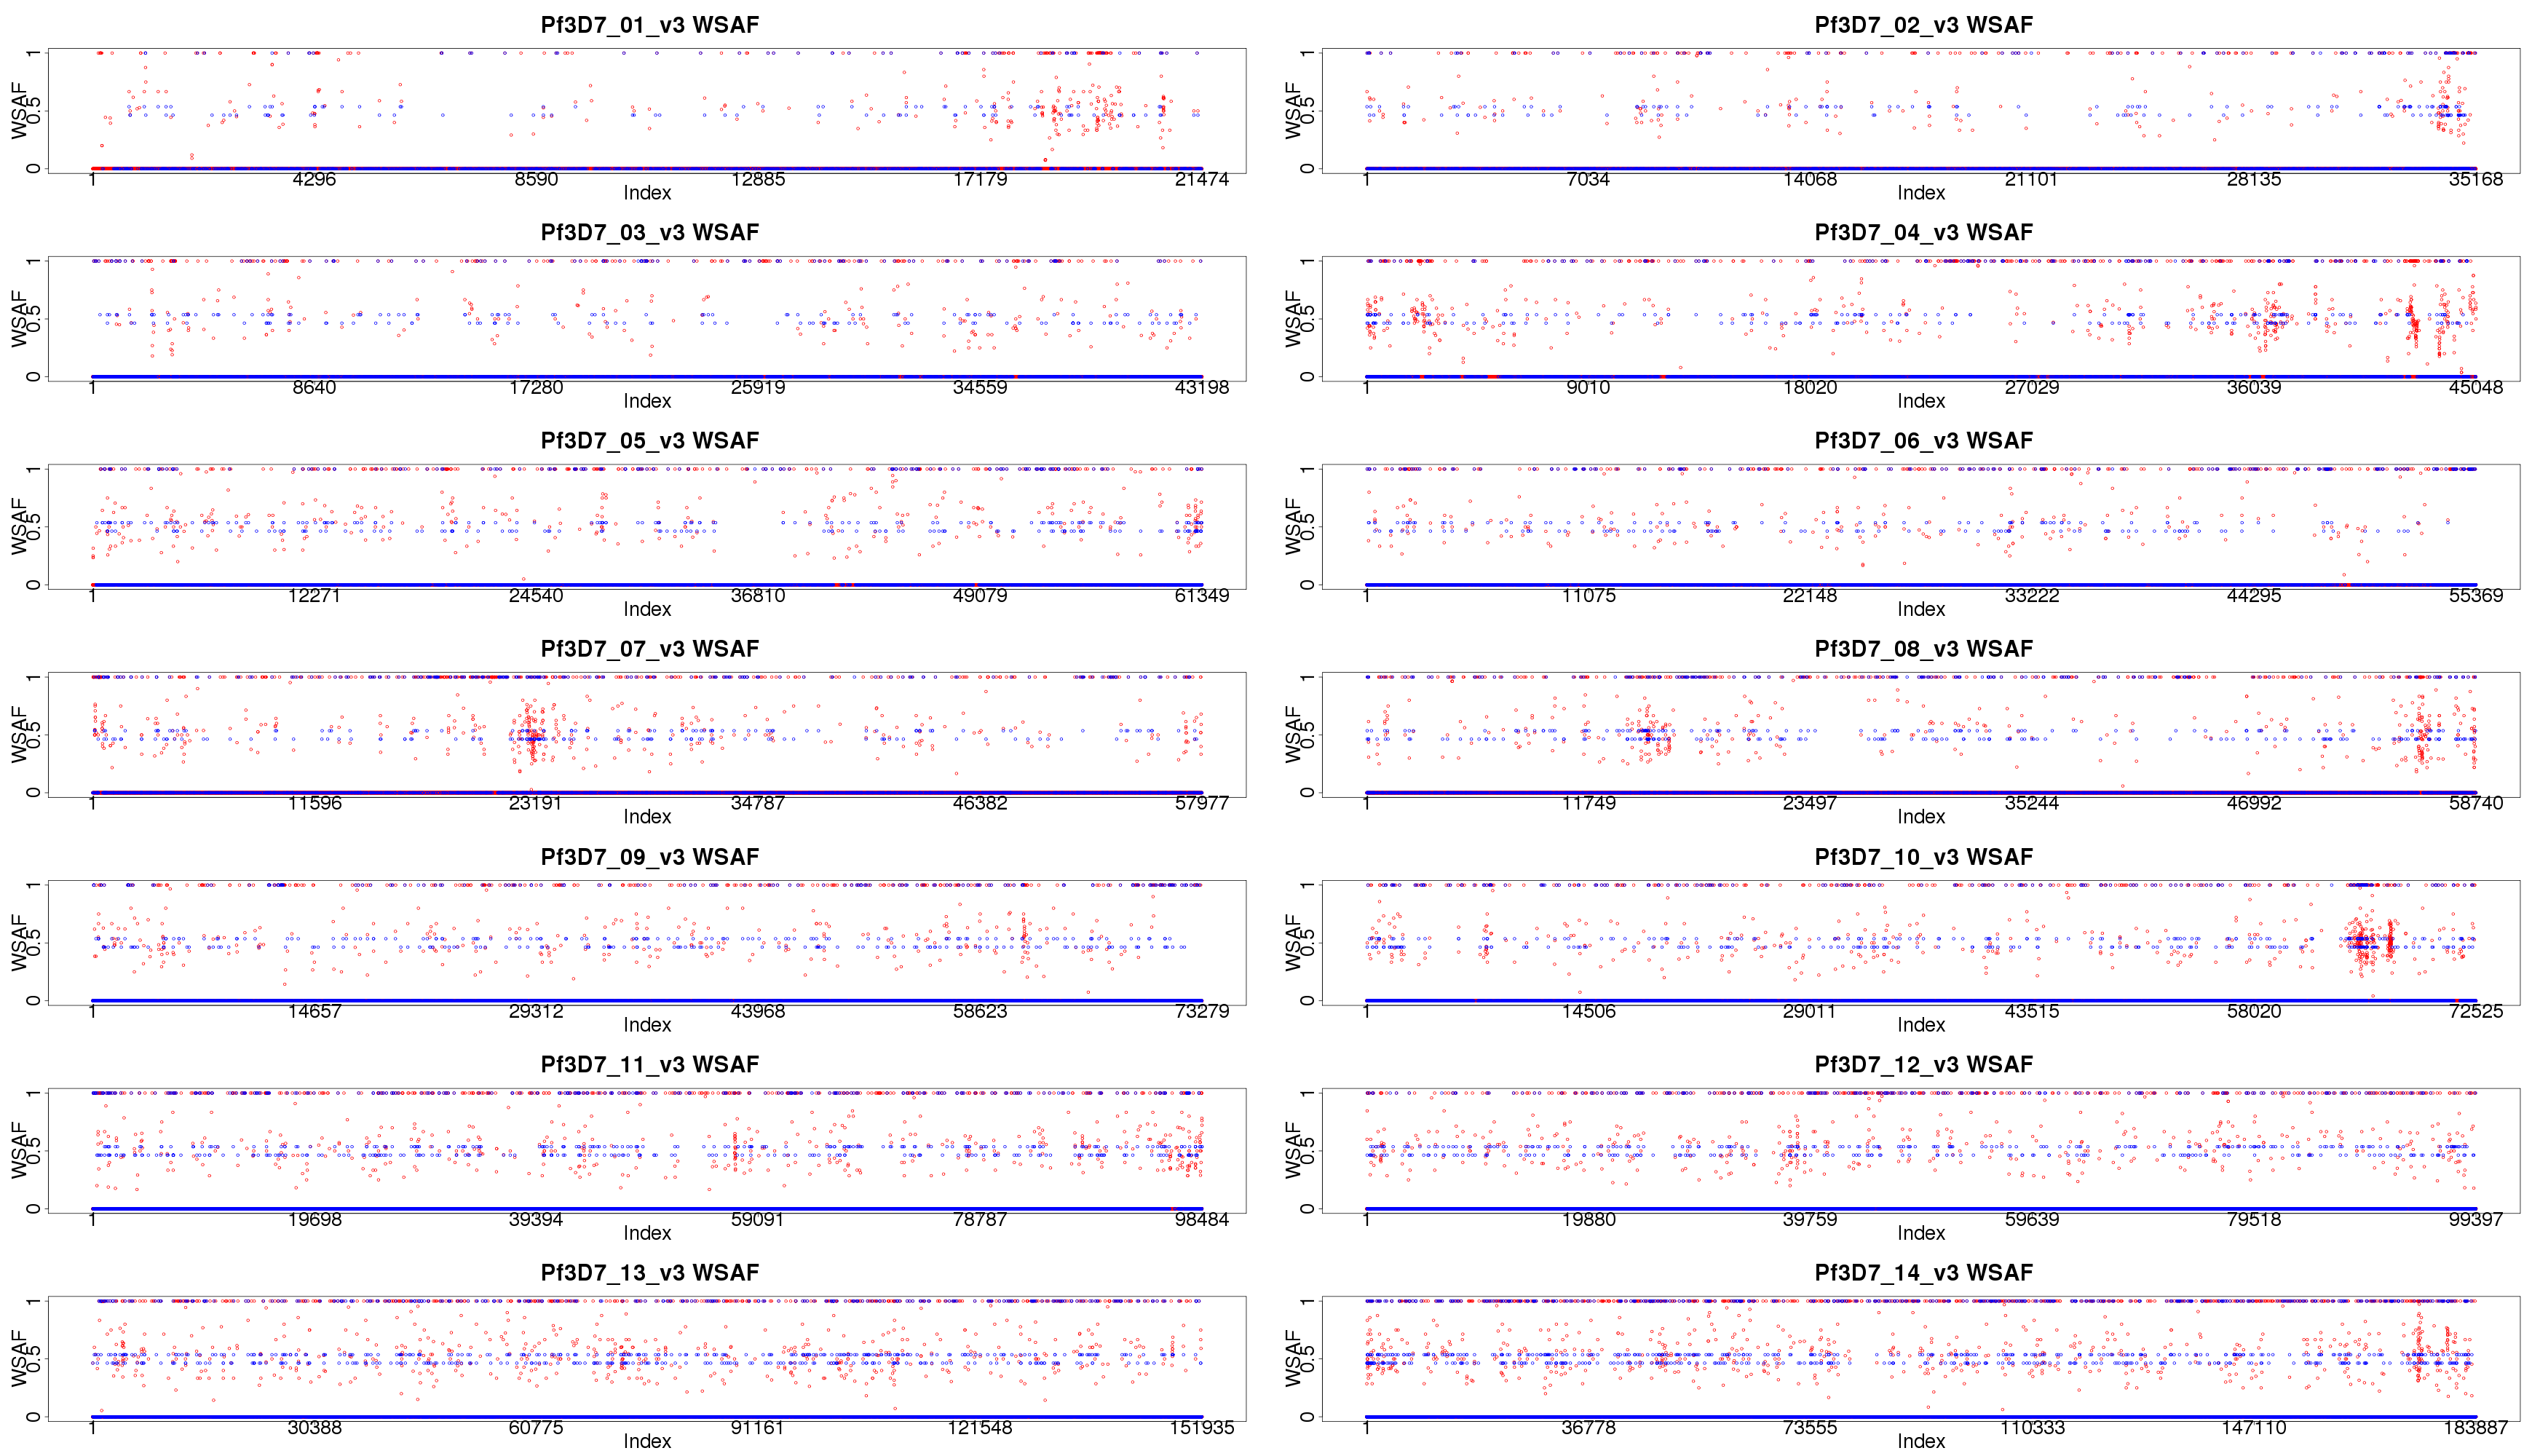 Pf3D7_01_v3 WSAF
WSAF
0 0.5 1
1 4296 8590 12885 17179 21474
Index
Pf3D7_02_v3 WSAF
WSAF
0 0.5 1
1 7034 14068 21101 28135 35168
Index
Pf3D7_03_v3 WSAF
WSAF
0 0.5 1
1 8640 17280 25919 34559 43198
Index
Pf3D7_04_v3 WSAF
WSAF
0 0.5 1
1 9010 18020 27029 36039 45048
Index
Pf3D7_05_v3 WSAF
WSAF
0 0.5 1
1 12271 24540 36810 49079 61349
Index
Pf3D7_06_v3 WSAF
WSAF
0 0.5 1
1 11075 22148 33222 44295 55369
Index
Pf3D7_07_v3 WSAF
WSAF
0 0.5 1
1 11596 23191 34787 46382 57977
Index
Pf3D7_08_v3 WSAF
WSAF
0 0.5 1
1 11749 23497 35244 46992 58740
Index
Pf3D7_09_v3 WSAF
WSAF
0 0.5 1
1 14657 29312 43968 58623 73279
Index
Pf3D7_10_v3 WSAF
WSAF
0 0.5 1
1 14506 29011 43515 58020 72525
Index
Pf3D7_11_v3 WSAF
WSAF
0 0.5 1
1 19698 39394 59091 78787 98484
Index
Pf3D7_12_v3 WSAF
WSAF
0 0.5 1
1 19880 39759 59639 79518 99397
Index
Pf3D7_13_v3 WSAF
WSAF
0 0.5 1
1 30388 60775 91161 121548 151935
Index
Pf3D7_14_v3 WSAF
WSAF
0 0.5 1
1 36778 73555 110333 147110 183887
Index